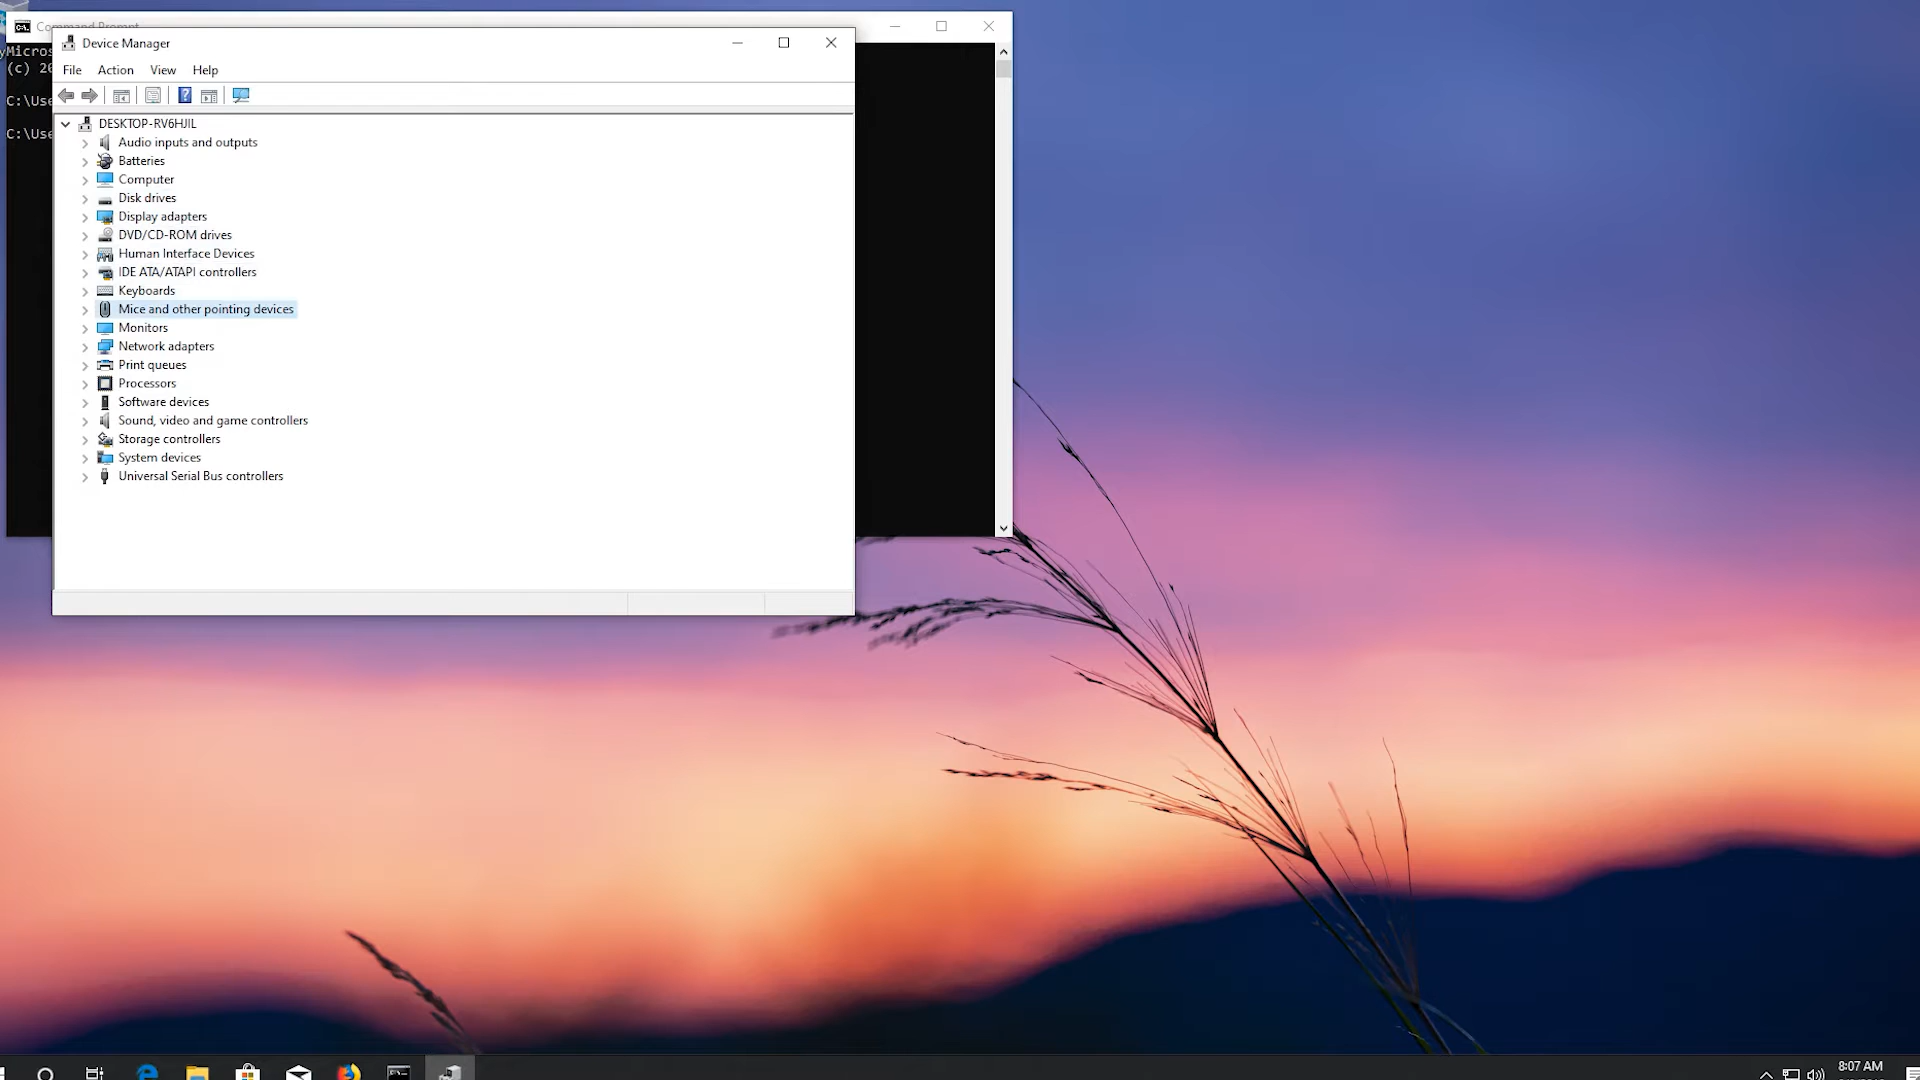 Command Prompt
Device Manager
Micros
(c) 20
File Action View Help
C:\Use
C:\Use
DESKTOP-RV6HJIL
Audio inputs and outputs
Batteries
Computer
Disk drives
Display adapters
DVD/CD-ROM drives
Human Interface Devices
IDE ATA/ATAPI controllers
Keyboards
Mice and other pointing devices
Monitors
Network adapters
Print queues
Processors
Software devices
Sound, video and game controllers
Storage controllers
System devices
Universal Serial Bus controllers
8:07 AM